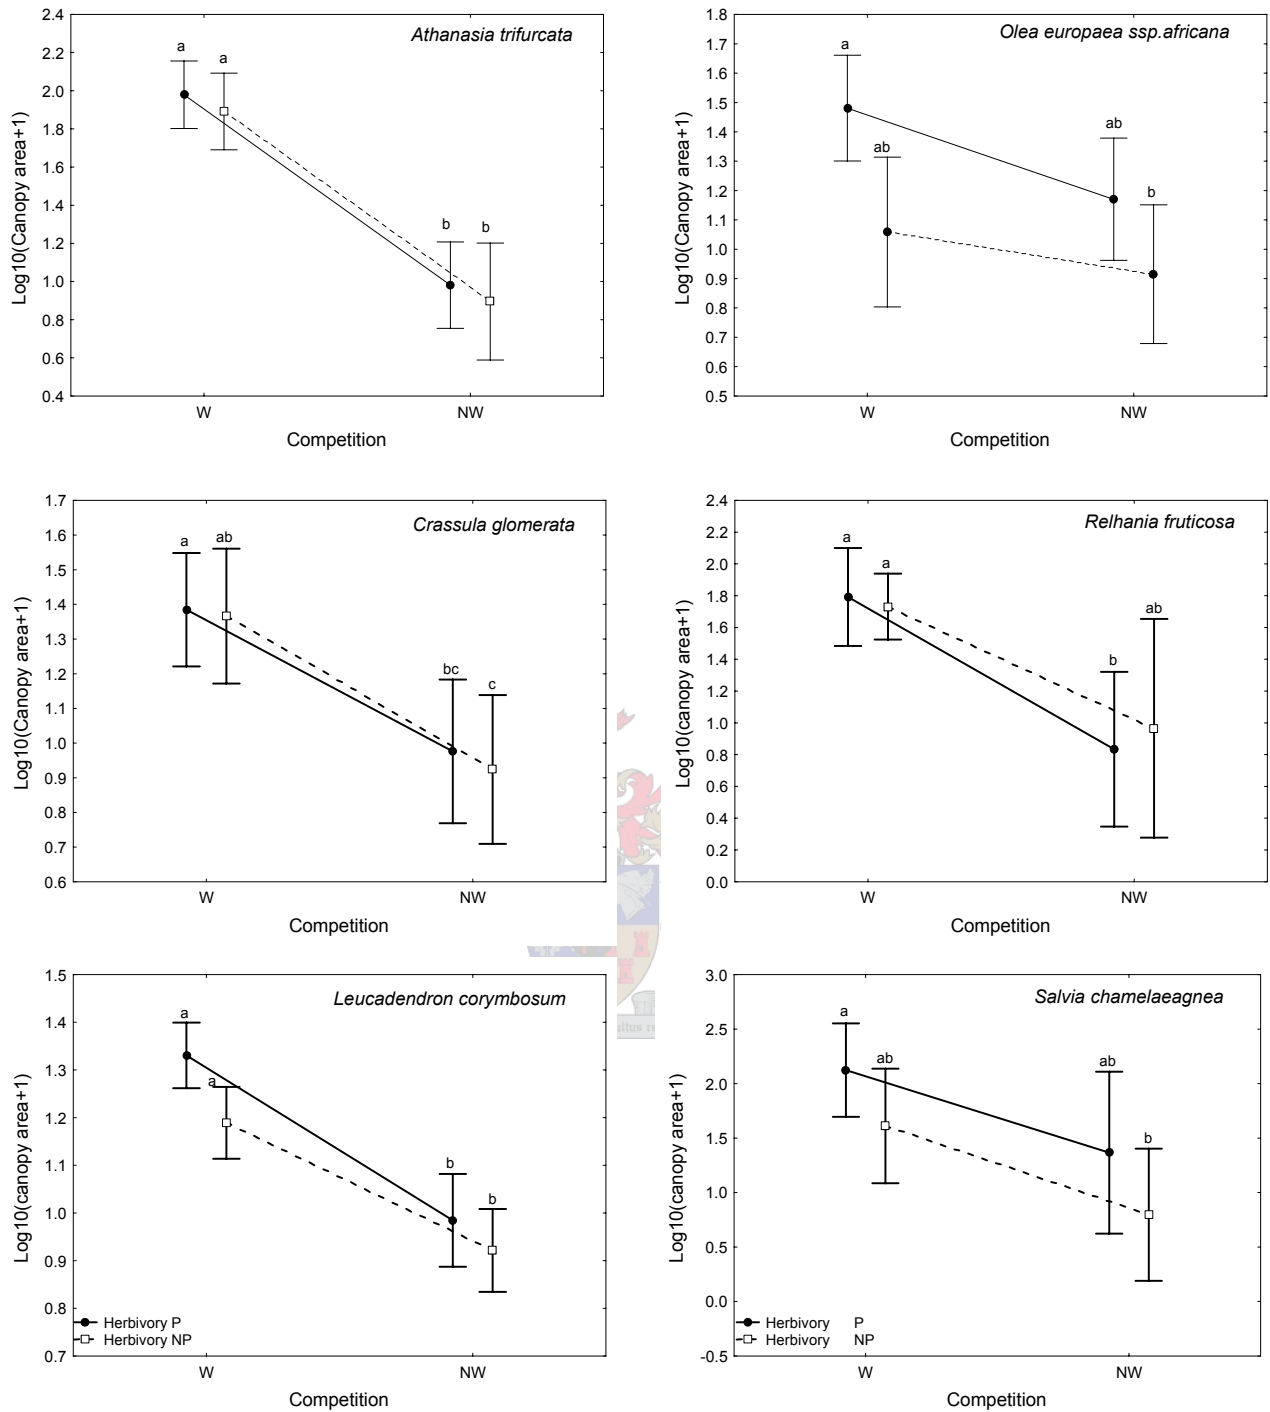 Athanasia trifurcata
Log10(Canopy area+1)
2.4
2.2
2.0
1.8
1.6
1.4
1.2
1.0
0.8
0.6
0.4
a
a
b
b
W
NW
Competition
Olea europaea ssp.africana
Log10(Canopy area+1)
1.8
1.7
1.6
1.5
1.4
1.3
1.2
1.1
1.0
0.9
0.8
0.7
0.6
0.5
a
ab
ab
b
W
NW
Competition
Crassula glomerata
Log10(Canopy area+1)
1.7
1.6
1.5
1.4
1.3
1.2
1.1
1.0
0.9
0.8
0.7
0.6
a
ab
bc
c
W
NW
Competition
Relhania fruticosa
Log10(canopy area+1)
2.4
2.2
2.0
1.8
1.6
1.4
1.2
1.0
0.8
0.6
0.4
0.2
0.0
a
a
b
ab
W
NW
Competition
Leucadendron corymbosum
Log10(canopy area+1)
1.5
1.4
1.3
1.2
1.1
1.0
0.9
0.8
0.7
a
a
b
b
Herbivory P
Herbivory NP
W
NW
Competition
Salvia chamelaeagnea
Log10(canopy area+1)
3.0
2.5
2.0
1.5
1.0
0.5
0.0
-0.5
a
ab
ab
b
Herbivory P
Herbivory NP
W
NW
Competition